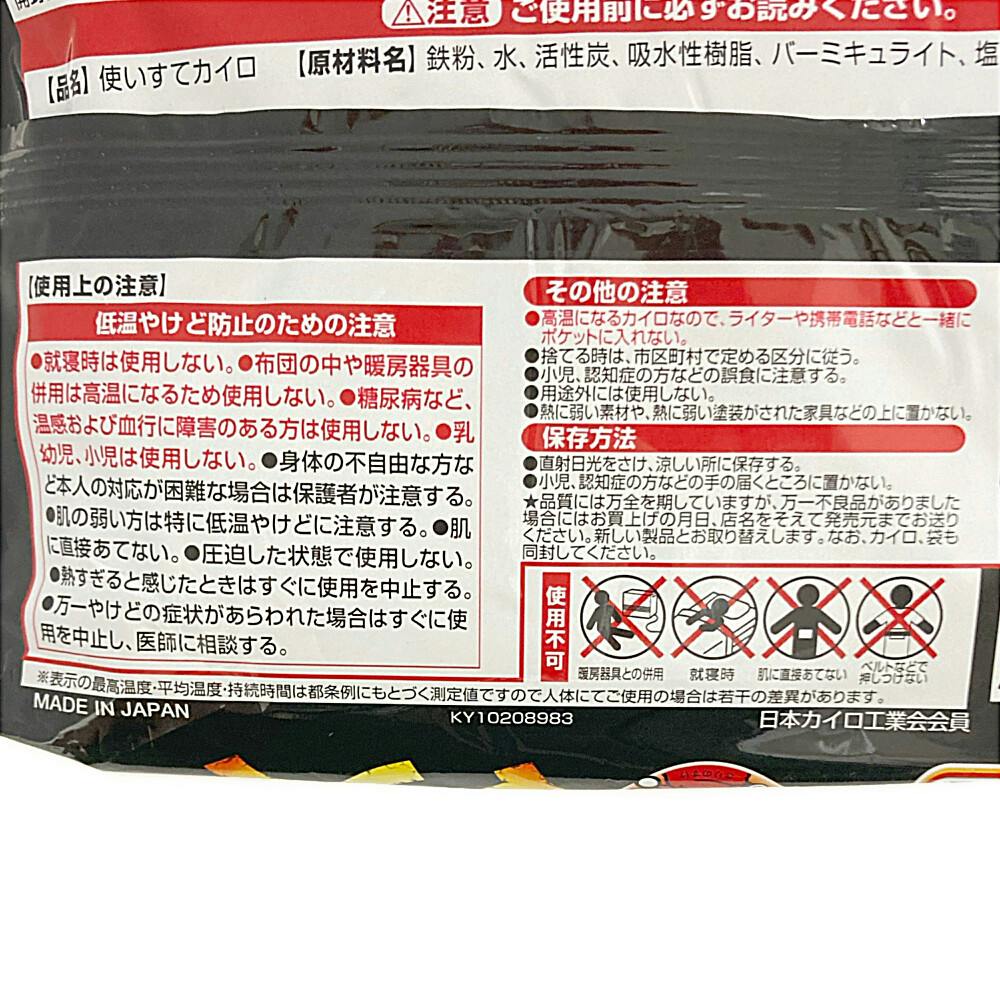 ⚠注意 ご使用前に必ずお読みください。
【品名】使いすてカイロ 【原材料名】鉄粉、水、活性炭、吸水性樹脂、バーミキュライト、塩
【使用上の注意】
低温やけど防止のための注意
●就寝時は使用しない。●布団の中や暖房器具の
併用は高温になるため使用しない。●糖尿病など、
温感および血行に障害のある方は使用しない。●乳
幼児、小児は使用しない。●身体の不自由な方な
ど本人の対応が困難な場合は保護者が注意する。
●肌の弱い方は特に低温やけどに注意する。●肌
に直接あてない。●圧迫した状態で使用しない。
●熱すぎると感じたときはすぐに使用を中止する。
●万一やけどの症状があらわれた場合はすぐに使
用を中止し、医師に相談する。
その他の注意
●高温になるカイロなので、ライターや携帯電話などと一緒に
ポケットに入れない。
●捨てる時は、市区町村で定める区分に従う。
●小児、認知症の方などの誤食に注意する。
●用途外には使用しない。
●熱に弱い素材や、熱に弱い塗装がされた家具などの上に置かない。
保存方法
●直射日光をさけ、涼しい所に保存する。
●小児、認知症の方などの手の届くところに置かない。
★品質には万全を期していますが、万一不良品がありました
場合にはお買上げの月日、店名をそえて発売元までお送り
ください。新しい製品とお取り替えします。なお、カイロ、袋も
同封してください。
使用不可
暖房器具との併用
就寝時
肌に直接あてない
ベルトなどで
押しつけない
※表示の最高温度・平均温度・持続時間は都条例にもとづく測定値ですので人体にてご使用の場合は若干の差異があります。
MADE IN JAPAN
KY10208983
日本カイロ工業会会員